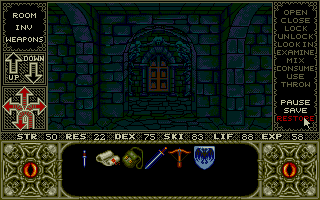 ROOM
INV
WEAPONS
UP
DOWN
OPEN
CLOSE
LOCK
UNLOCK
LOOK IN
EXAMINE
MIX
CONSUME
USE
THROW
PAUSE
SAVE
RESTORE
STR 50 RES 22 DEX 75 SKI 83 LIF 88 EXP 58